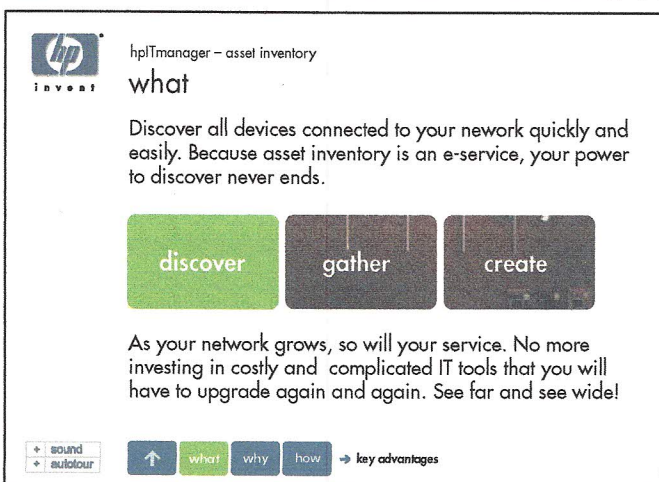 hp
invent
hpITmanager – asset inventory
what
Discover all devices connected to your nework quickly and
easily. Because asset inventory is an e-service, your power
to discover never ends.
discover gather create
As your network grows, so will your service. No more
investing in costly and complicated IT tools that you will
have to upgrade again and again. See far and see wide!
+ sound
+ autotour
↑ what why how → key advantages